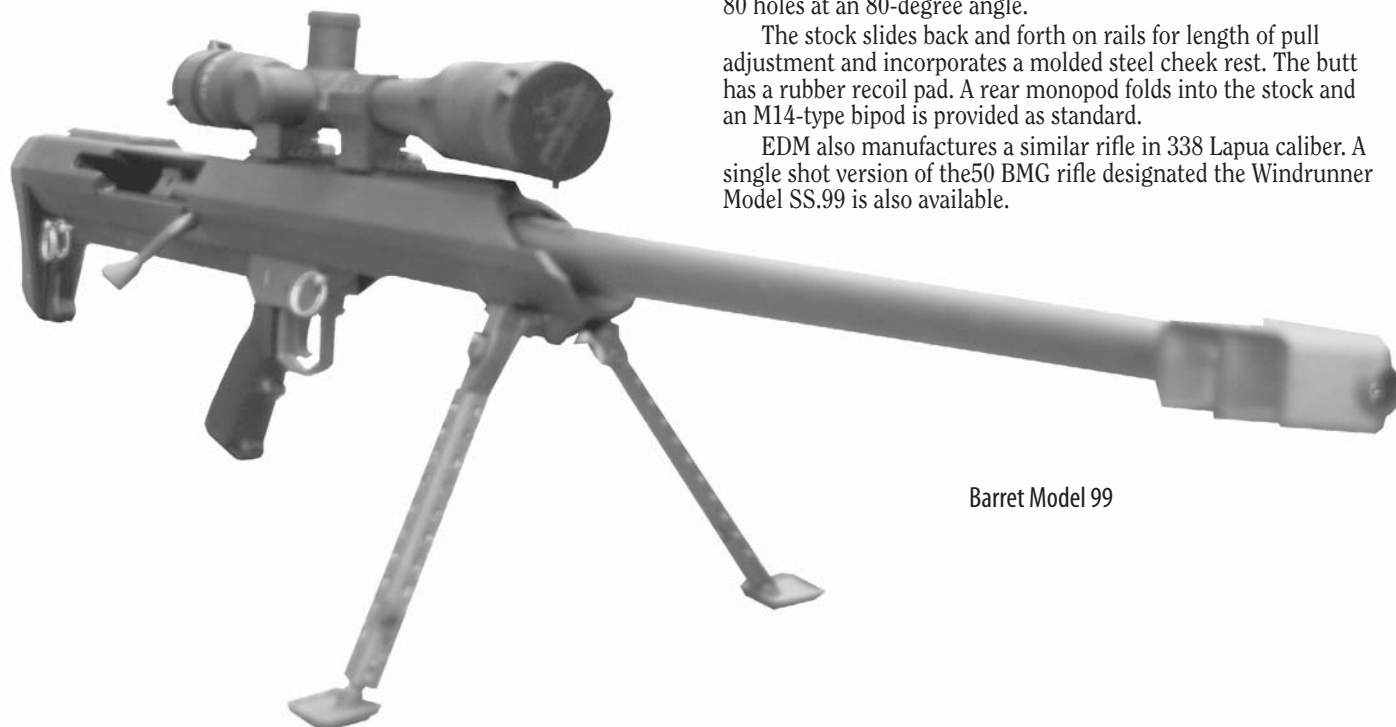 80 holes at an 80-degree angle.
The stock slides back and forth on rails for length of pull
adjustment and incorporates a molded steel cheek rest. The butt
has a rubber recoil pad. A rear monopod folds into the stock and
an M14-type bipod is provided as standard.
EDM also manufactures a similar rifle in 338 Lapua caliber. A
single shot version of the50 BMG rifle designated the Windrunner
Model SS.99 is also available.
Barret Model 99